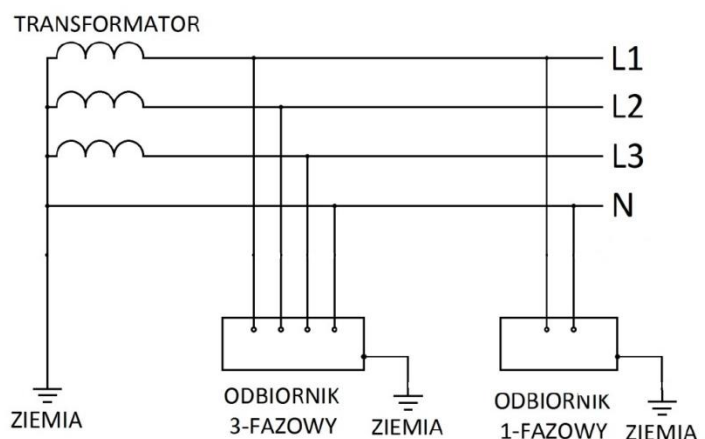 TRANSFORMATOR
L1
L2
L3
N
ZIEMIA
ODBIORNIK
3-FAZOWY
ZIEMIA
ODBIORNIK
1-FAZOWY
ZIEMIA